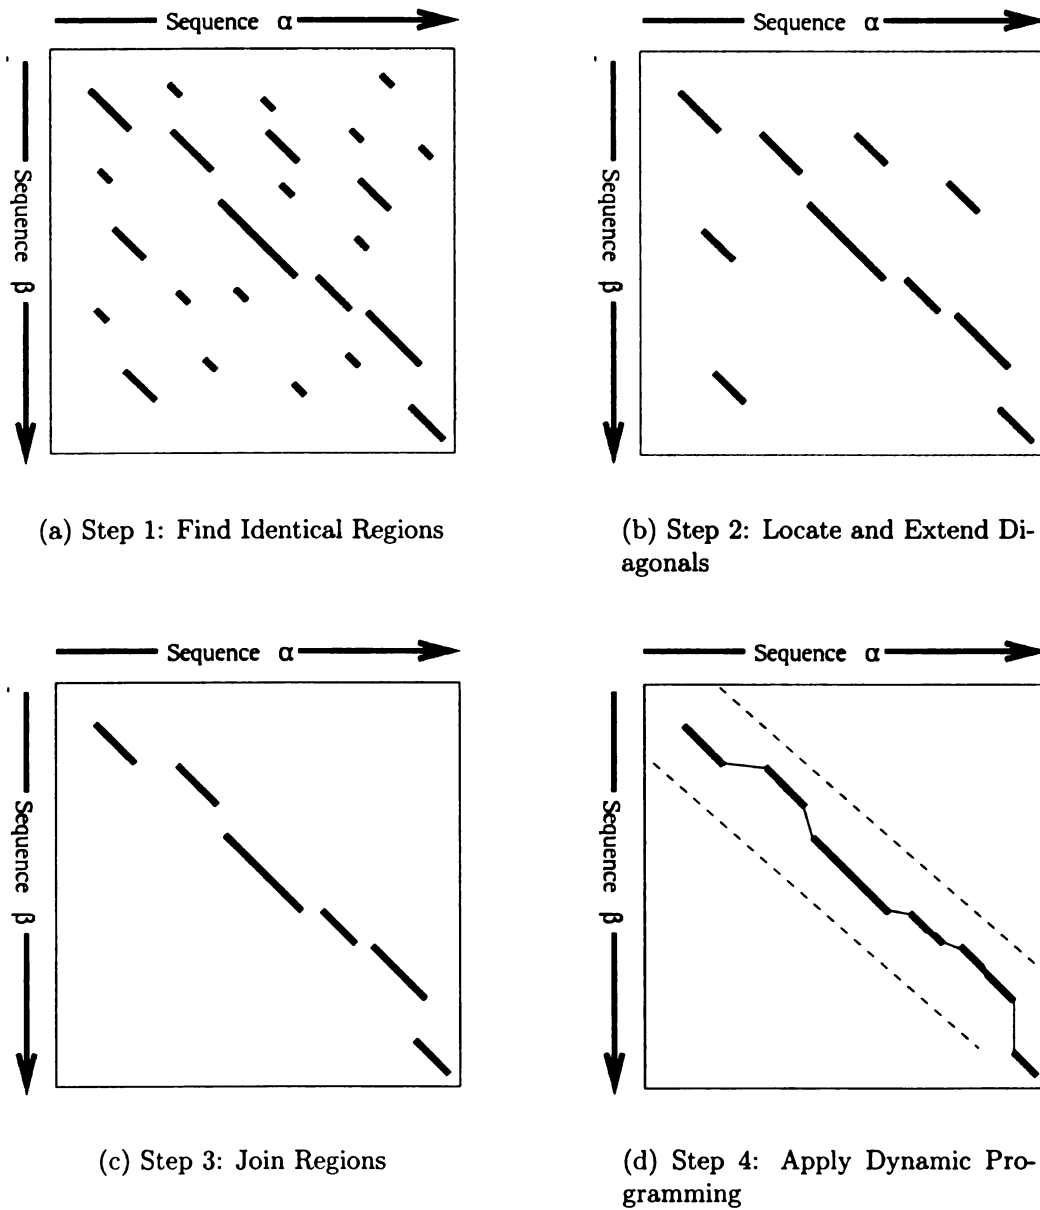 Sequence α
Sequence α
Sequence β
Sequence β
(a) Step 1: Find Identical Regions
(b) Step 2: Locate and Extend Di-
agonals
Sequence α
Sequence α
Sequence β
Sequence β
(c) Step 3: Join Regions
(d) Step 4: Apply Dynamic Pro-
gramming